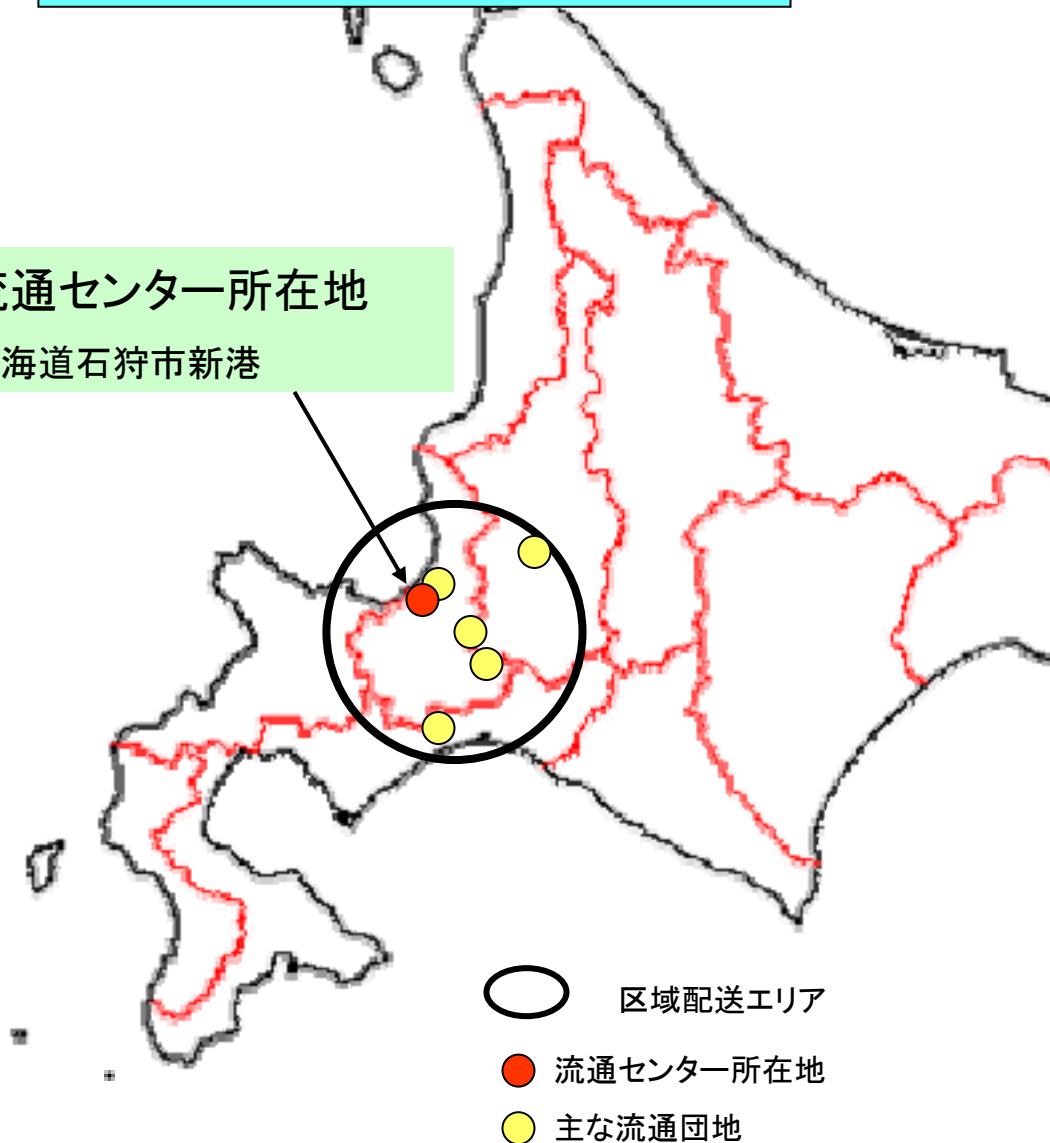 流通センター所在地
海道石狩市新港
区域配送エリア
流通センター所在地
主な流通団地